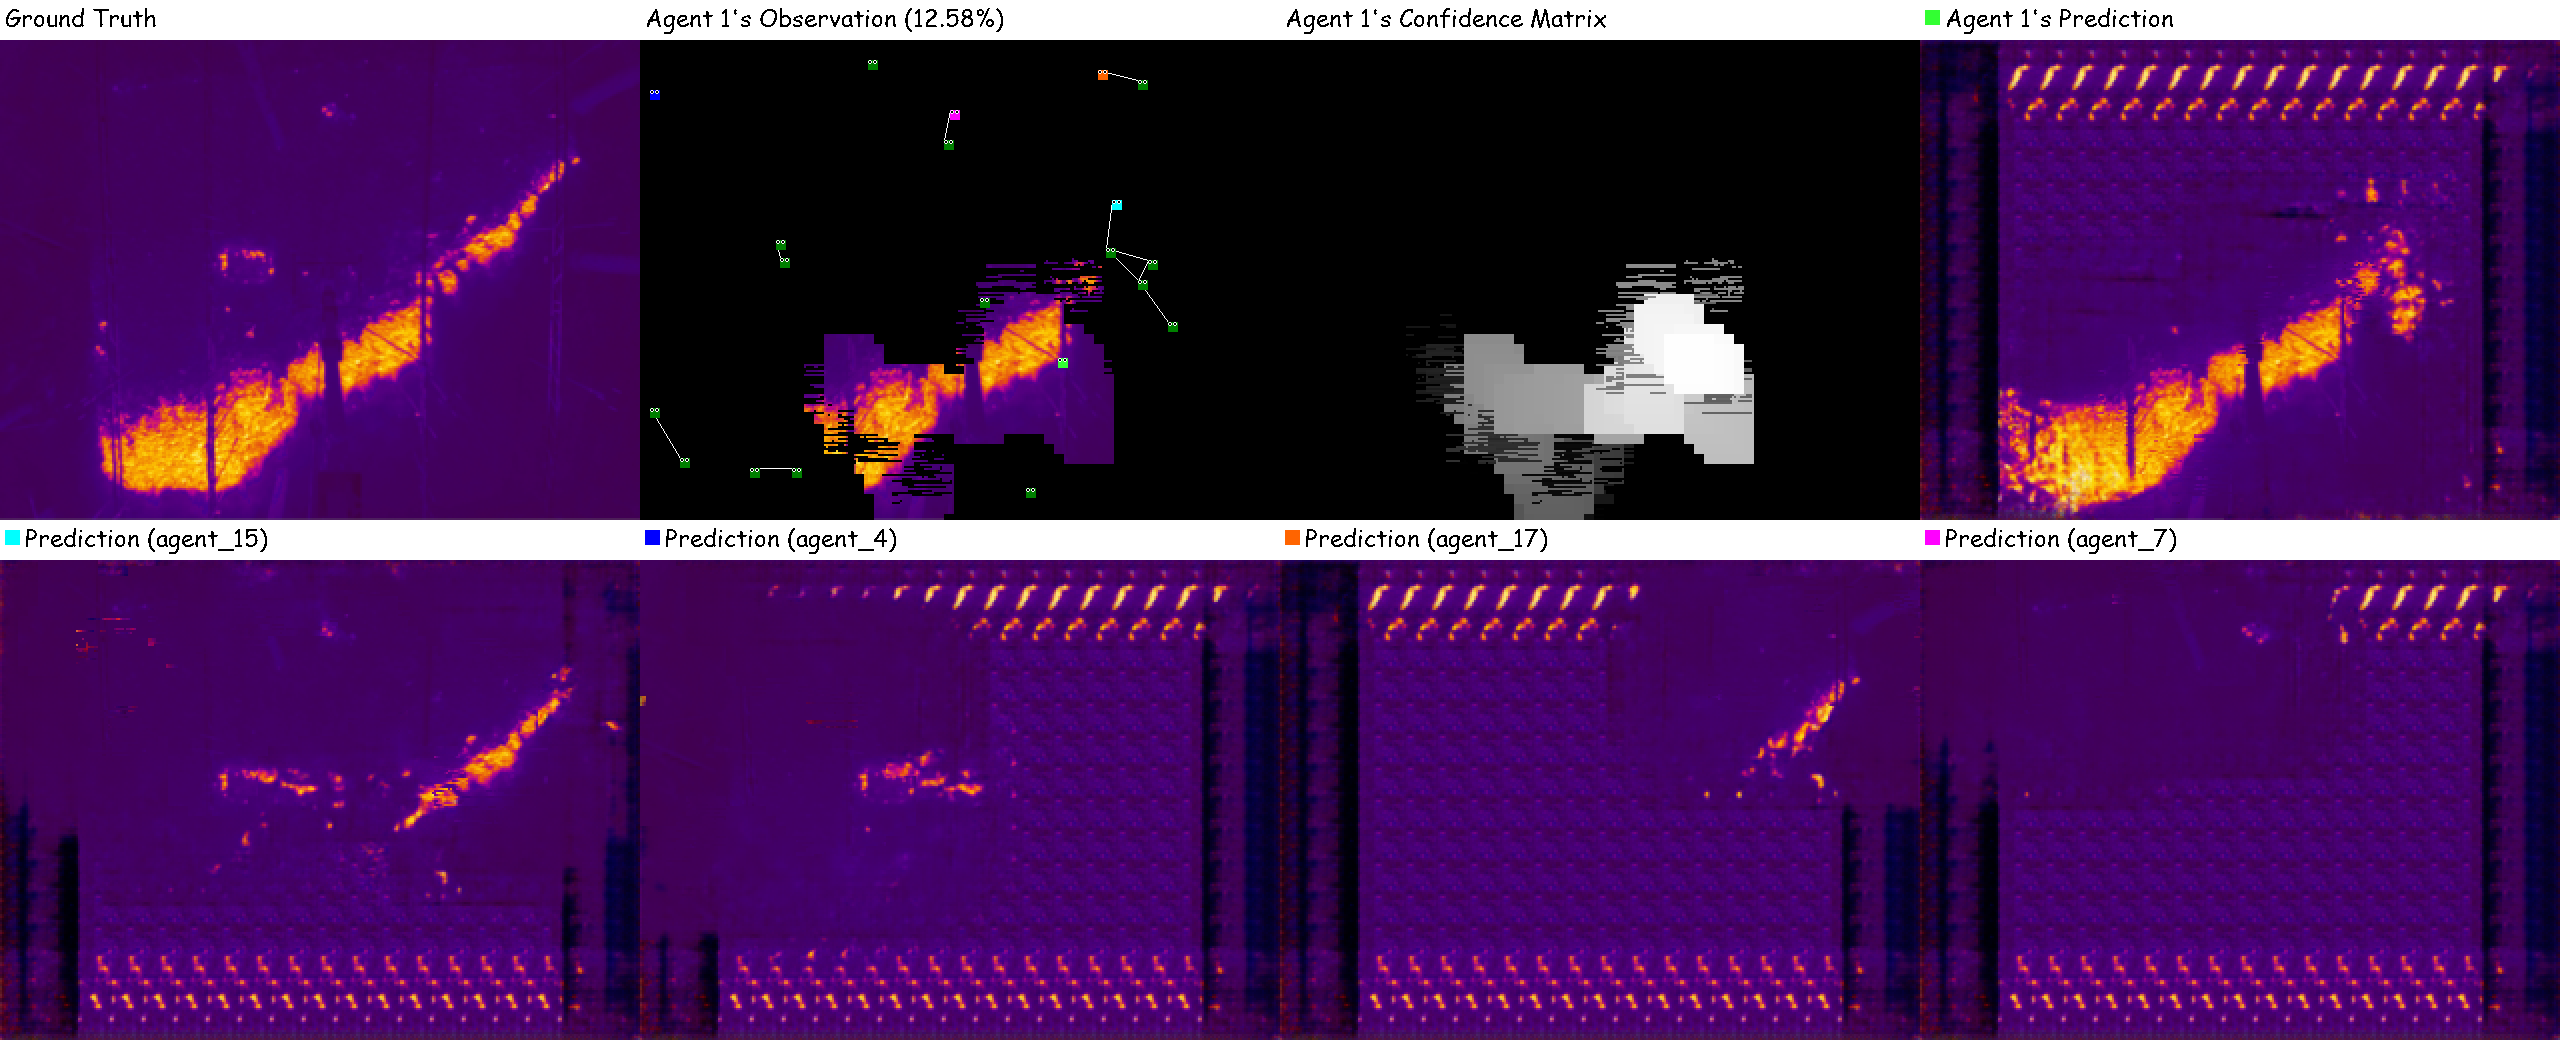 Ground Truth
Agent 1's Observation (12.58%)
Agent 1's Confidence Matrix
Agent 1's Prediction
Prediction (agent_15)
Prediction (agent_4)
Prediction (agent_17)
Prediction (agent_7)